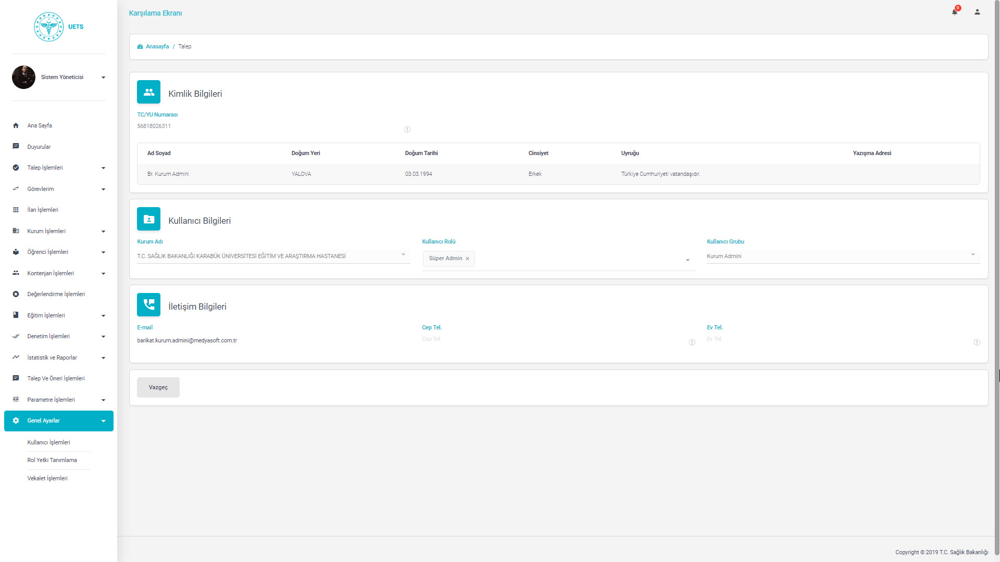 UETS
Sistem Yöneticisi
Ana Sayfa
Duyurular
Talep İşlemleri
Görevlerim
İlan İşlemleri
Kurum İşlemleri
Öğrenci İşlemleri
Kontenjan İşlemleri
Değerlendirme İşlemleri
Eğitim İşlemleri
Denetim İşlemleri
İstatistik ve Raporlar
Talep Ve Öneri İşlemleri
Parametre İşlemleri
Genel Ayarlar
Kullanıcı İşlemleri
Rol Yetki Tanımlama
Vekalet İşlemleri
Karşılama Ekranı
0
Anasayfa / Talep
Kimlik Bilgileri
TC/YU Numarası
56818026311
Ad Soyad Doğum Yeri Doğum Tarihi Cinsiyet Uyruğu Yazışma Adresi
Br. Kurum Admini YALOVA 03.03.1994 Erkek Türkiye Cumhuriyeti vatandaşıdır.
Kullanıcı Bilgileri
Kurum Adı Kullanıcı Rolü Kullanıcı Grubu
T.C. SAĞLIK BAKANLIĞI KARABÜK ÜNİVERSİTESİ EĞİTİM VE ARAŞTIRMA HASTANESİ Süper Admin × Kurum Admini
İletişim Bilgileri
E-mail Cep Tel. Ev Tel.
barikat.kurum.admini@medyasoft.com.tr Cep Tel. Ev Tel.
Vazgeç
Copyright © 2019 T.C. Sağlık Bakanlığı